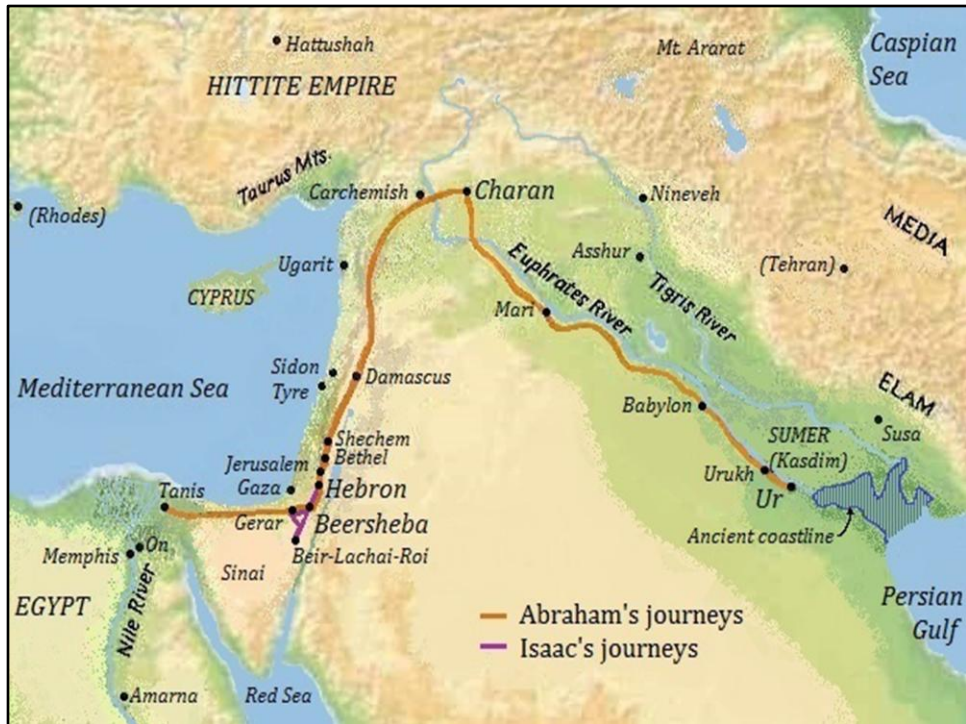 Hattushah
Mt. Ararat
Caspian
Sea
HITTITE EMPIRE
Taurus Mts.
Carchemish
Charan
Nineveh
(Rhodes)
MEDIA
Ugarit
Asshur
(Tehran)
CYPRUS
Euphrates River
Tigris River
Mari
Mediterranean Sea
Sidon
Tyre
Damascus
ELAM
Babylon
Susa
Shechem
Bethel
SUMER
(Kasdim)
Jerusalem
Urukh
Gaza
Hebron
Ur
Tanis
Gerar
Beersheba
Ancient coastline
Memphis
On
Beir-Lachai-Roi
Sinai
EGYPT
Nile River
Abraham's journeys
Isaac's journeys
Persian
Gulf
Amarna
Red Sea